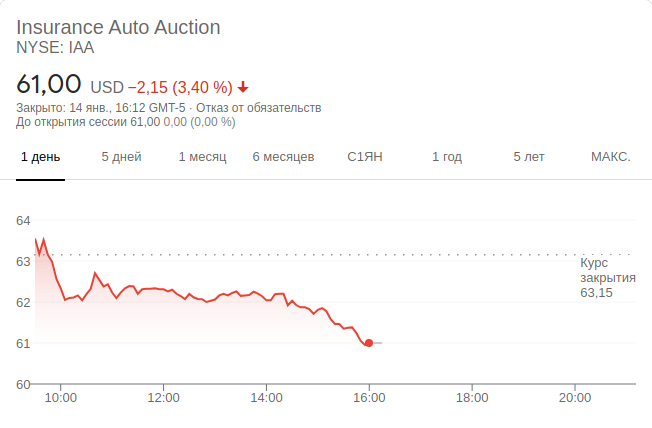 Insurance Auto Auction
NYSE: IAA
61,00 USD −2,15 (3,40 %)
Закрыто: 14 янв., 16:12 GMT-5 · Отказ от обязательств
До открытия сессии 61,00 0,00 (0,00 %)
1 день 5 дней 1 месяц 6 месяцев С1ЯН 1 год 5 лет МАКС.
64
63
Курс
закрытия
63,15
62
61
60
10:00 12:00 14:00 16:00 18:00 20:00